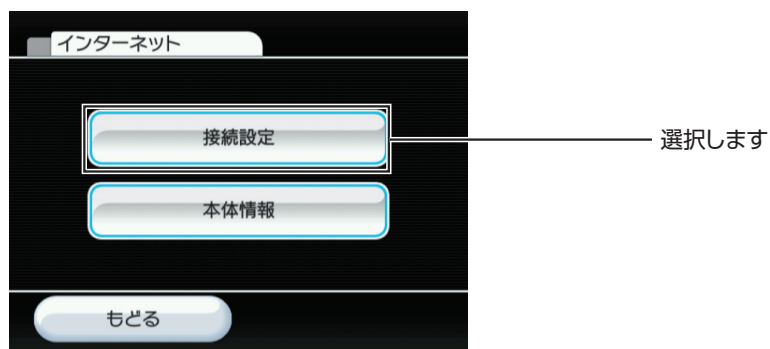 インターネット
接続設定
選択します
本体情報
もどる